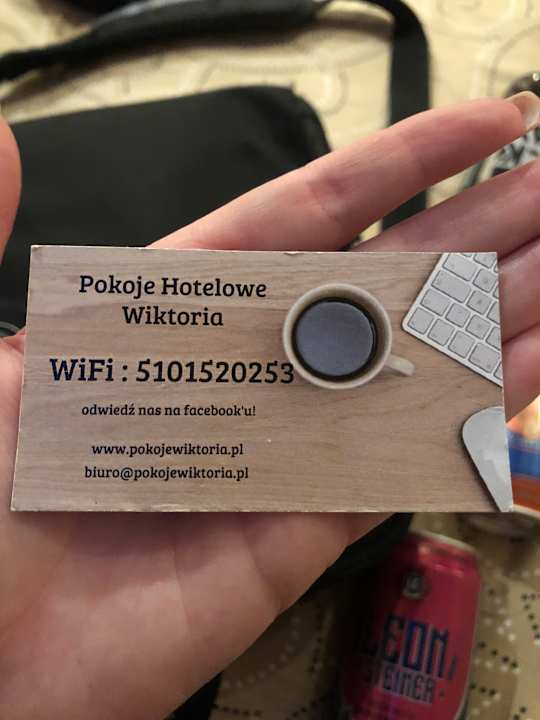 Pokoje Hotelowe
Wiktoria
WiFi : 5101520253
odwiedź nas na facebook'u!
www.pokojewiktoria.pl
biuro@pokojewiktoria.pl
LEON
STEINER